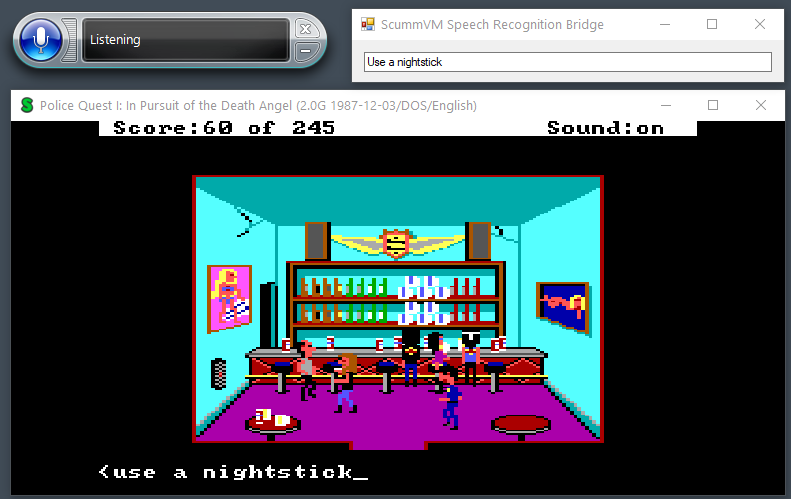 Listening
ScummVM Speech Recognition Bridge
Use a nightstick
Police Quest I: In Pursuit of the Death Angel (2.0G 1987-12-03/DOS/English)
Score:60 of 245 Sound:on
<use a nightstick_